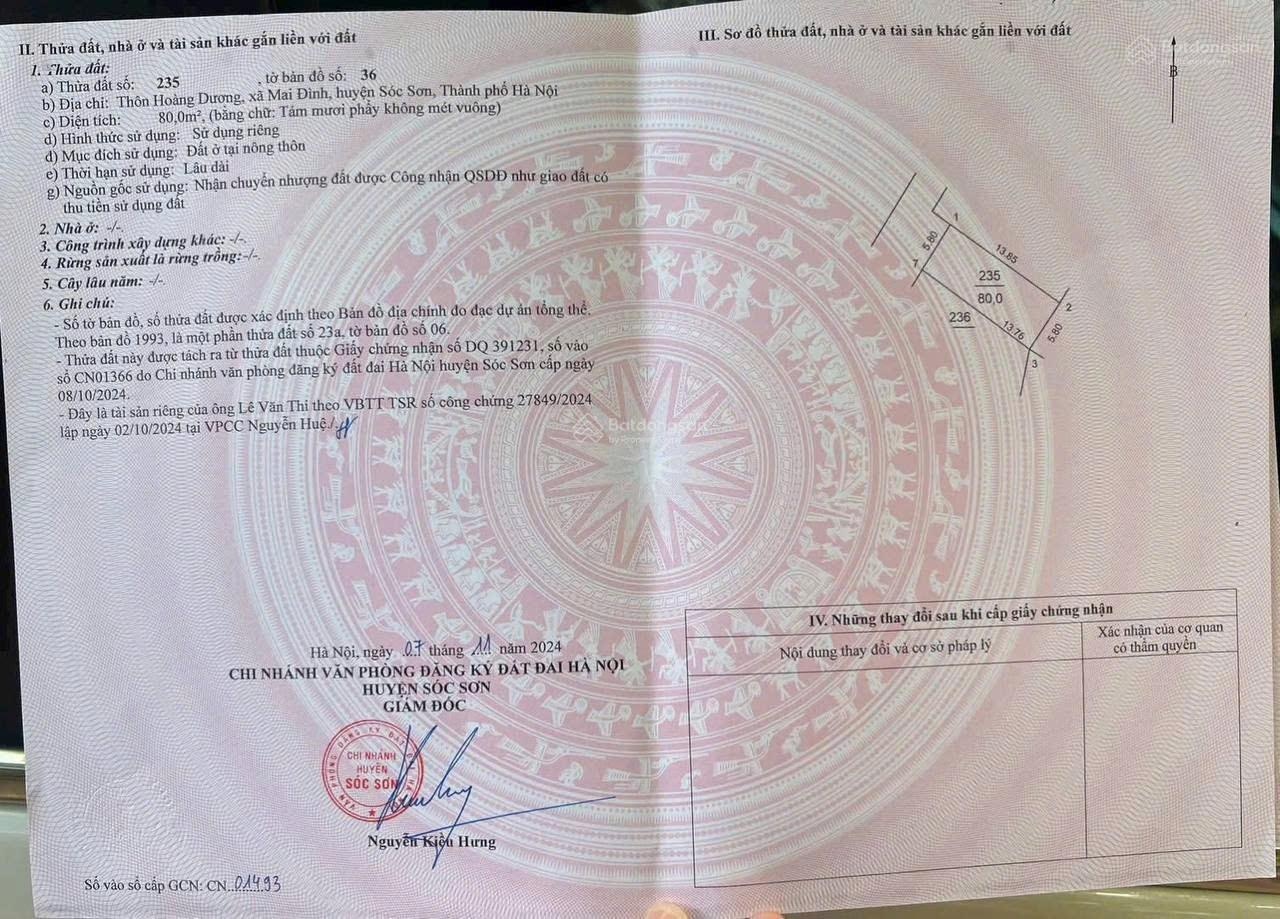 II. Thửa đất, nhà ở và tài sản khác gắn liền với đất
1. Thửa đất:
a) Thửa đất số: 235 , tờ bản đồ số: 36
b) Địa chỉ: Thôn Hoàng Dương, xã Mai Đình, huyện Sóc Sơn, Thành phố Hà Nội
c) Diện tích: 80,0m², (bằng chữ: Tám mươi phẩy không mét vuông)
d) Hình thức sử dụng: Sử dụng riêng
đ) Mục đích sử dụng: Đất ở tại nông thôn
e) Thời hạn sử dụng: Lâu dài
g) Nguồn gốc sử dụng: Nhận chuyển nhượng đất được Công nhận QSDĐ như giao đất có
thu tiền sử dụng đất
2. Nhà ở: -/-.
3. Công trình xây dựng khác: -/-.
4. Rừng sản xuất là rừng trồng:-/-.
5. Cây lâu năm: -/-.
6. Ghi chú:
- Số tờ bản đồ, số thửa đất được xác định theo Bản đồ địa chính đo đạc dự án tổng thể.
Theo bản đồ 1993, là một phần thửa đất số 23a, tờ bản đồ số 06.
- Thửa đất này được tách ra từ thửa đất thuộc Giấy chứng nhận số DQ 391231, số vào
sổ CN01366 do Chi nhánh văn phòng đăng ký đất đai Hà Nội huyện Sóc Sơn cấp ngày
08/10/2024.
- Đây là tài sản riêng của ông Lê Văn Thi theo VBTT TSR số công chứng 27849/2024
lập ngày 02/10/2024 tại VPCC Nguyễn Huệ./.
Hà Nội, ngày 07 tháng 11 năm 2024
CHI NHÁNH VĂN PHÒNG ĐĂNG KÝ ĐẤT ĐAI HÀ NỘI
HUYỆN SÓC SƠN
GIÁM ĐỐC
CHI NHÁNH
HUYỆN
SÓC SƠN
Nguyễn Kiều Hưng
Số vào sổ cấp GCN: CN..01493
III. Sơ đồ thửa đất, nhà ở và tài sản khác gắn liền với đất
Batdongsan
B
1
5.80
13.85
7
235
80,0
236
13.76
2
5.80
3
Batdongsan
by PropertyGuru
IV. Những thay đổi sau khi cấp giấy chứng nhận
Nội dung thay đổi và cơ sở pháp lý
Xác nhận của cơ quan
có thẩm quyền